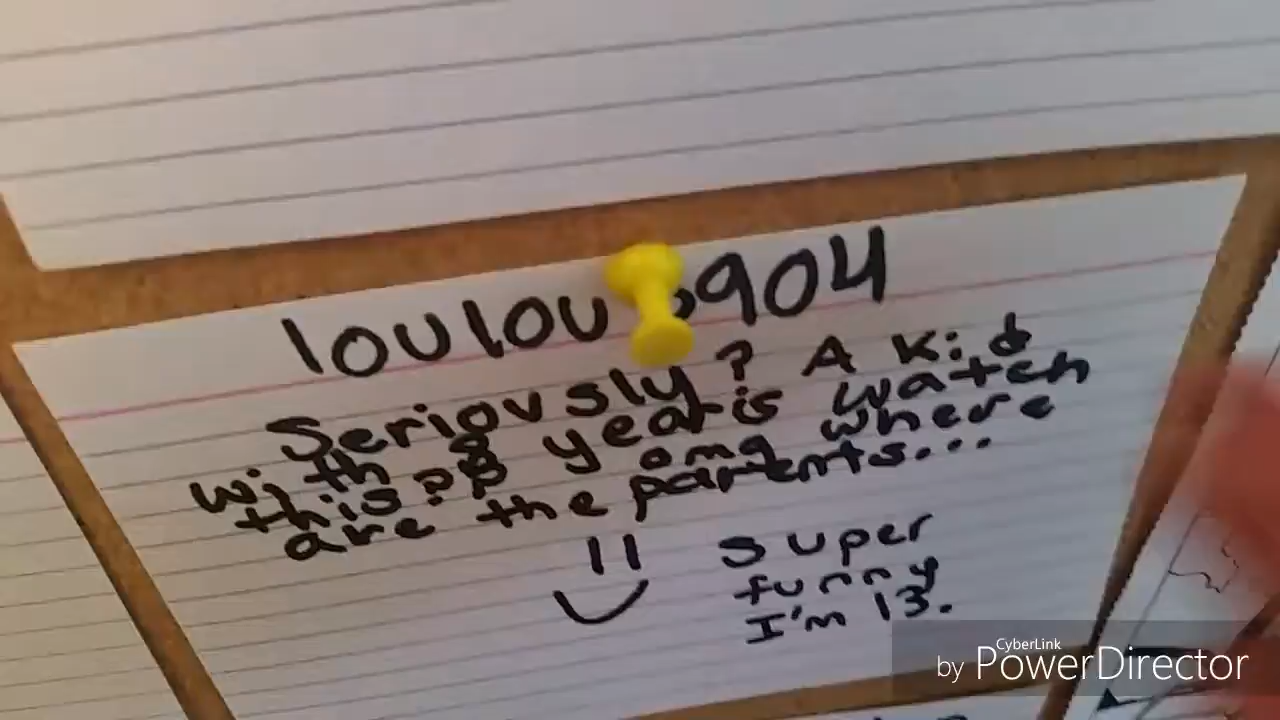 loulou 904
Seriously? A Kid
with 8 years watch
this?? omg where
are the parents...
super
funny
I'm 13.
CyberLink
by PowerDirector